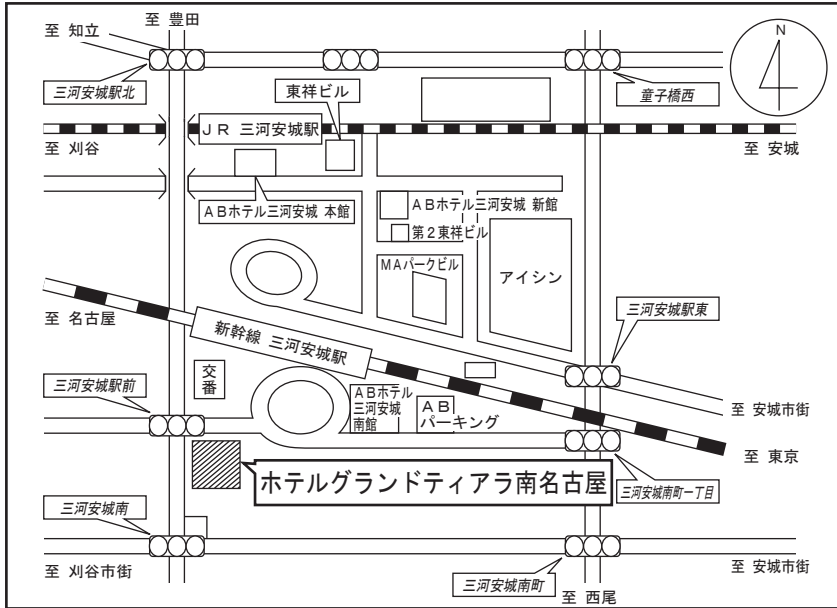 至 豊田
至 知立
N
三河安城駅北
東祥ビル
童子橋西
JR 三河安城駅
至 刈谷
至 安城
ABホテル三河安城 本館
ABホテル三河安城 新館
第2東祥ビル
MAパークビル
アイシン
至 名古屋
新幹線 三河安城駅
三河安城駅東
交番
三河安城駅前
ABホテル
三河安城
南館
AB
パーキング
至 安城市街
至 東京
ホテルグランドティアラ南名古屋
三河安城南町一丁目
三河安城南
至 刈谷市街
三河安城南町
至 安城市街
至 西尾